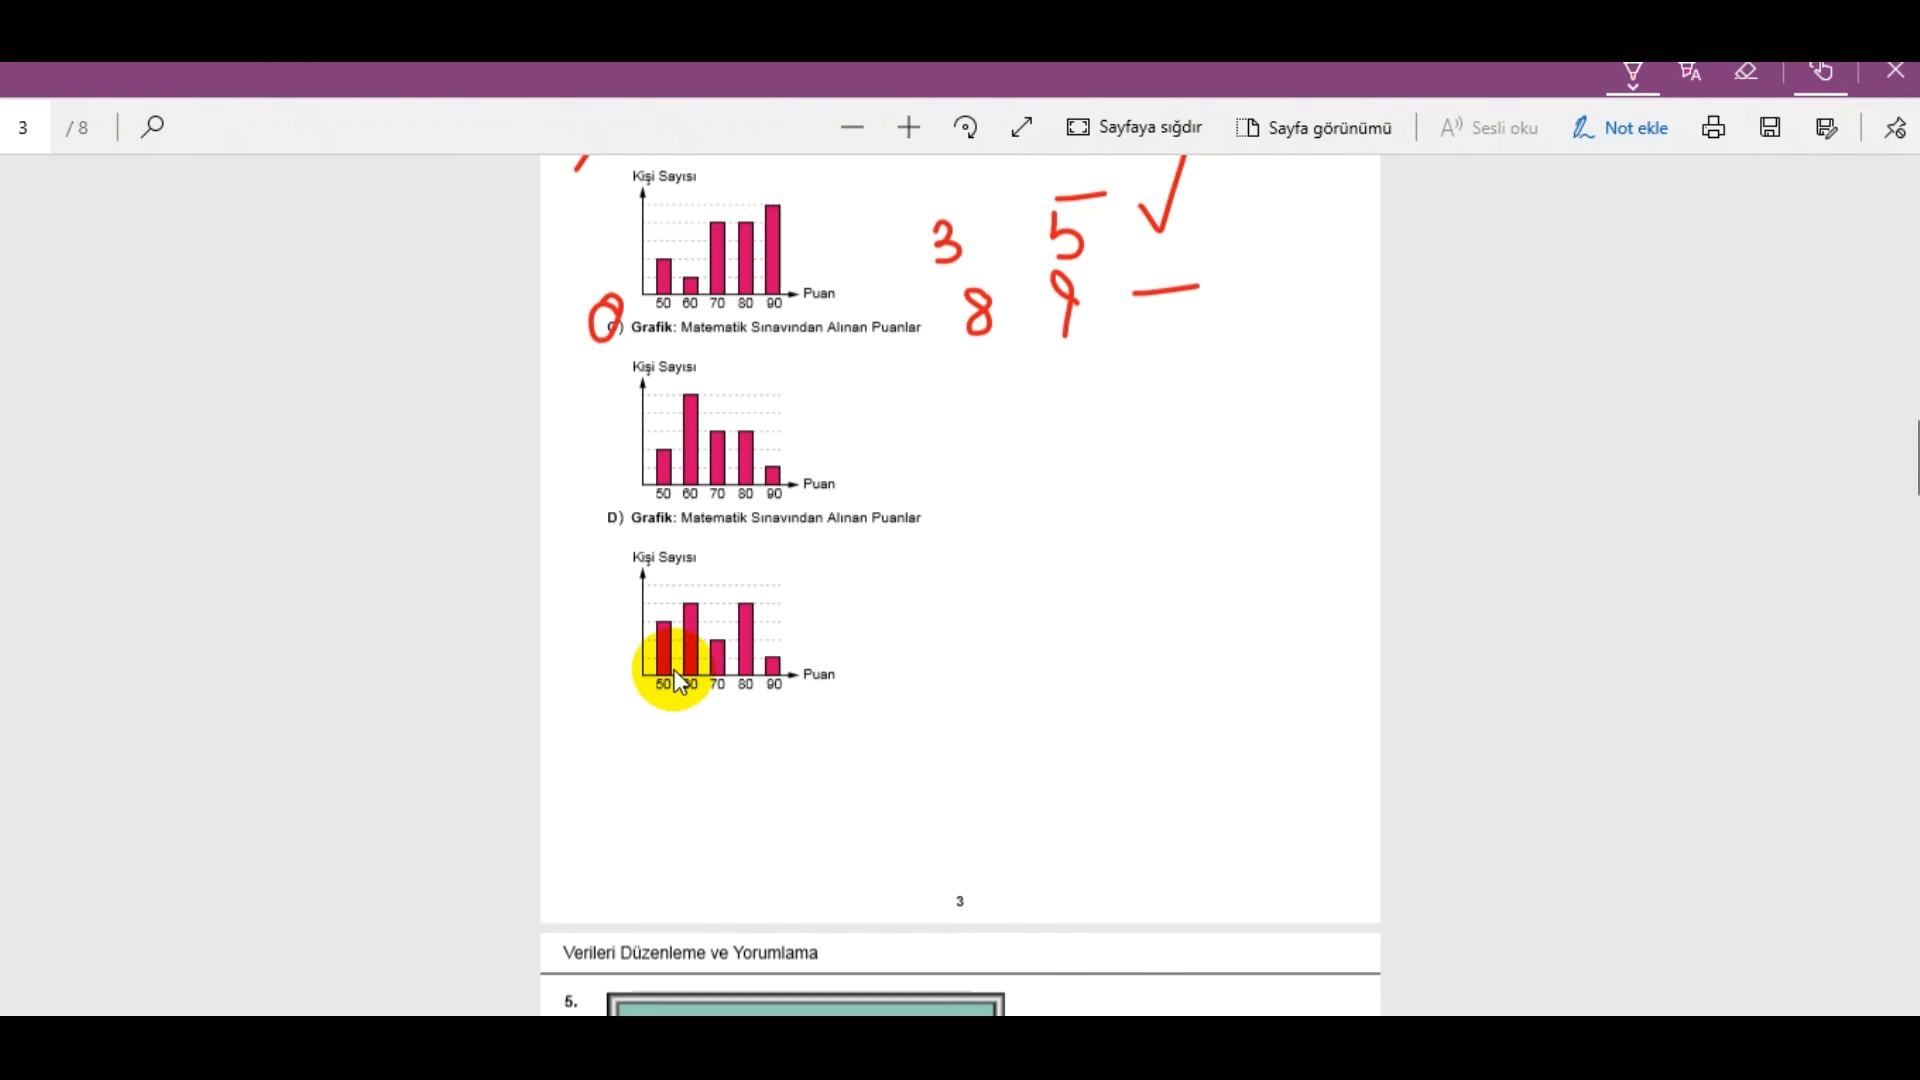 3 / 8 Sayfaya sığdır Sayfa görünümü A Sesli oku Not ekle
Kişi Sayısı
50 60 70 80 90 Puan
3 5
8 9
) Grafik: Matematik Sınavından Alınan Puanlar
Kişi Sayısı
50 60 70 80 90 Puan
D) Grafik: Matematik Sınavından Alınan Puanlar
Kişi Sayısı
50 60 70 80 90 Puan
3
Verileri Düzenleme ve Yorumlama
5.